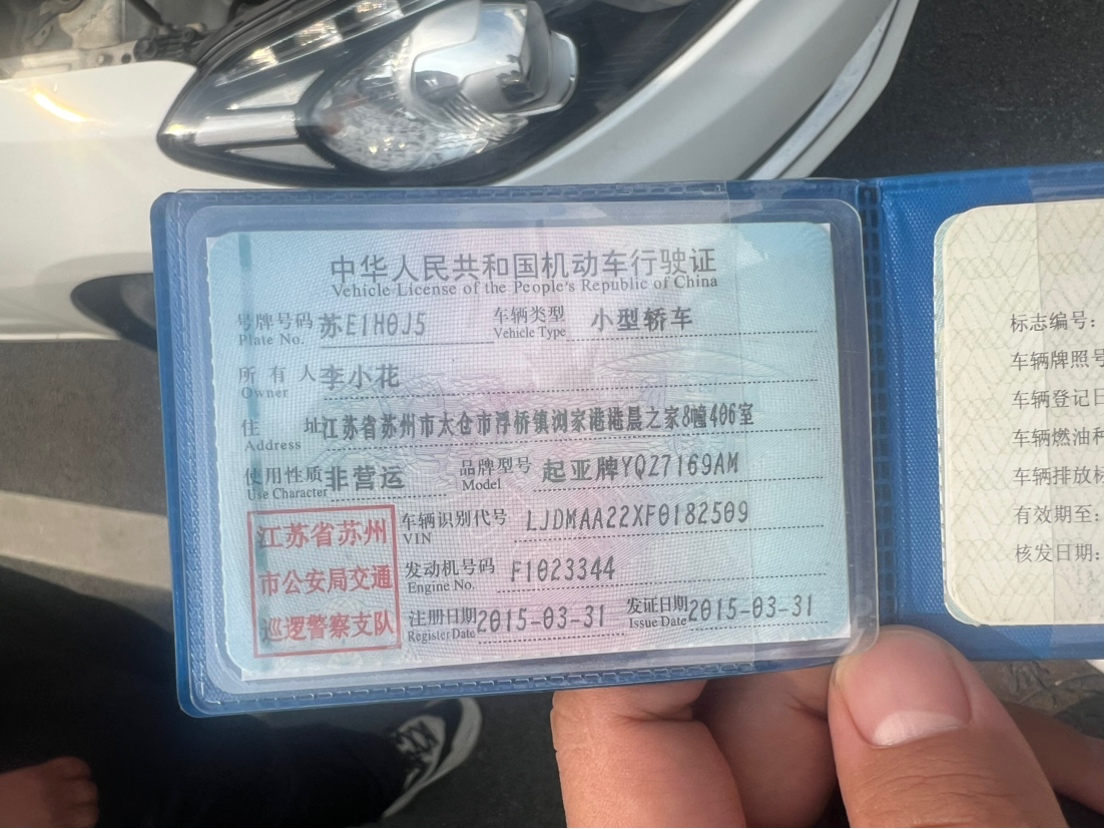 中华人民共和国机动车行驶证
Vehicle License of the People's Republic of China
号牌号码 苏E1H0J5 车辆类型 小型轿车
Plate No. Vehicle Type
所有人 李小花
Owner
住址 江苏省苏州市太仓市浮桥镇浏家港港晨之家8幢406室
Address
使用性质 非营运 品牌型号 起亚牌YQZ7169AM
Use Character Model
江苏省苏州
市公安局交通
巡逻警察支队
车辆识别代号 LJDMAA22XF0182509
VIN
发动机号码 F1023344
Engine No.
注册日期 2015-03-31 发证日期 2015-03-31
Register Date Issue Date
标志编号:
车辆牌照号
车辆登记日
车辆燃油种
车辆排放标
有效期至:
核发日期: